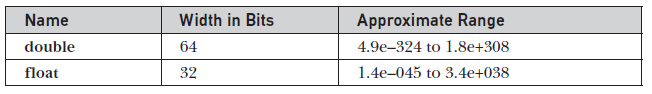 Name Width in Bits Approximate Range
double 64 4.9e–324 to 1.8e+308
float 32 1.4e–045 to 3.4e+038